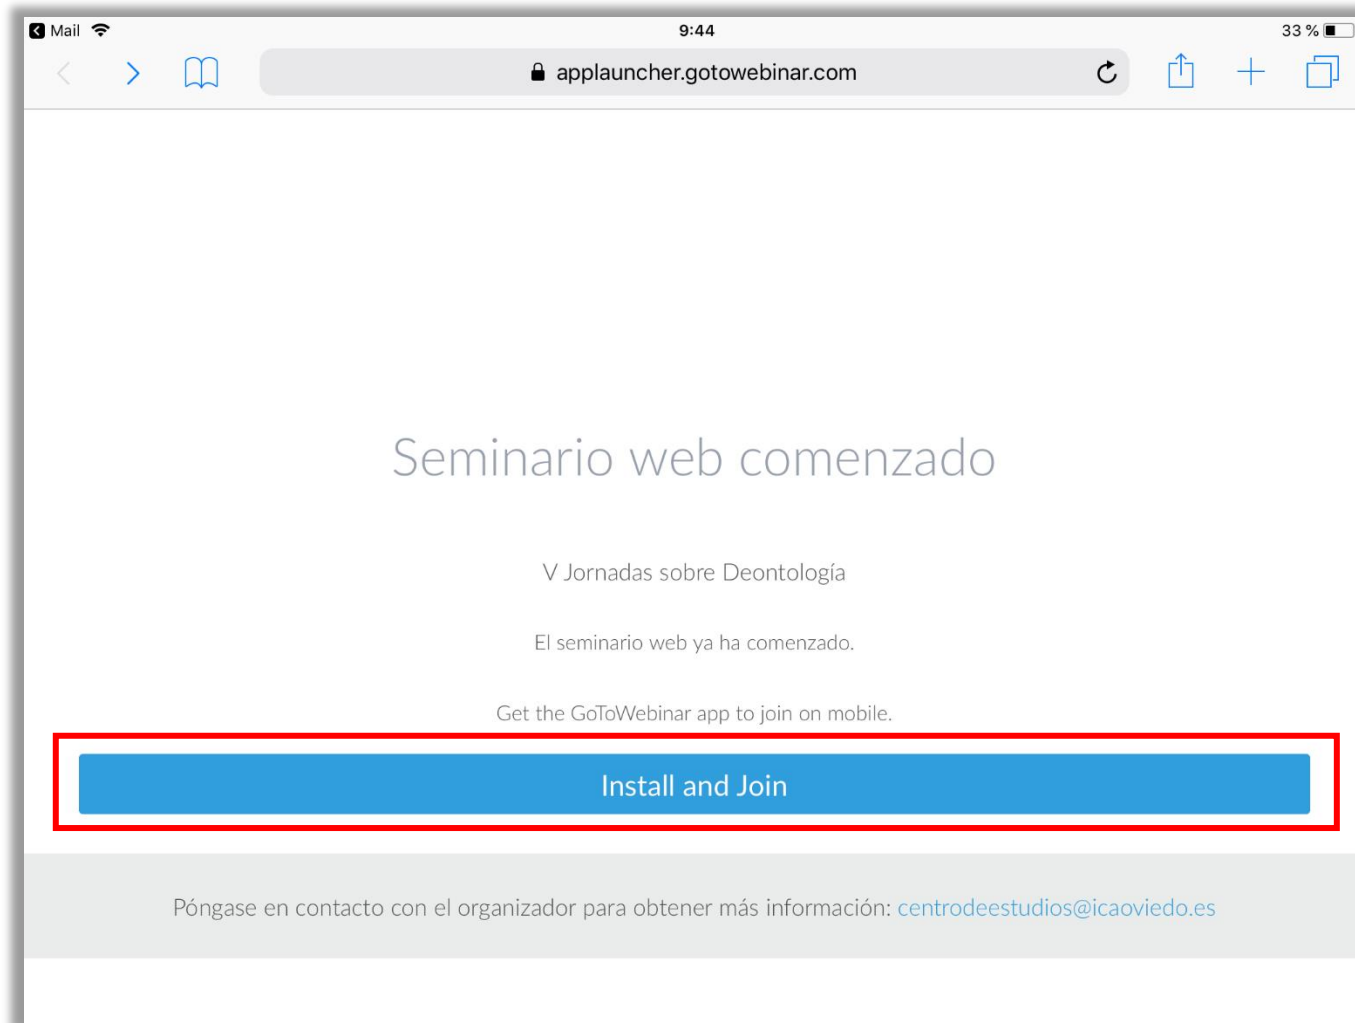 Mail 9:44 33 %
applauncher.gotowebinar.com
Seminario web comenzado
V Jornadas sobre Deontología
El seminario web ya ha comenzado.
Get the GoToWebinar app to join on mobile.
Install and Join
Póngase en contacto con el organizador para obtener más información: centrodeestudios@icaoviedo.es